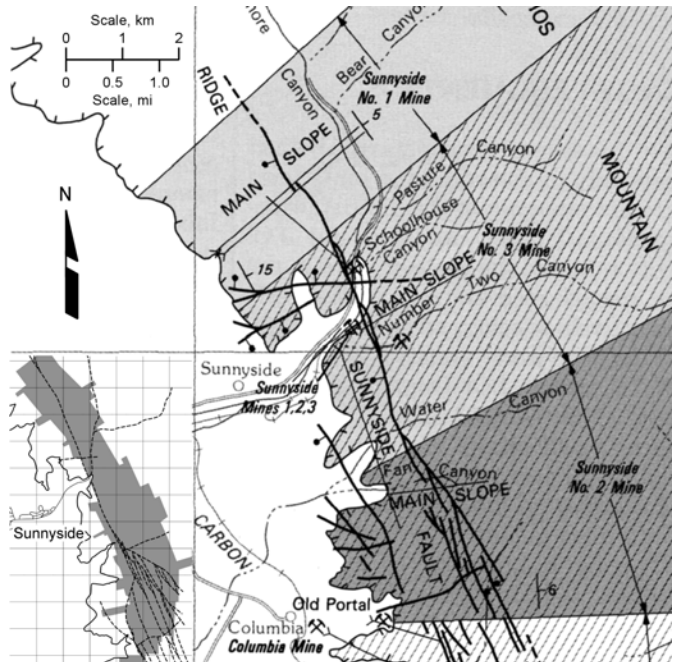 Scale, km
0 1 2
0 0.5 1.0
Scale, mi
more
Canyon
Bear
Canyon
NOS
Sunnyside
No. 1 Mine
RIDGE
5
MAIN SLOPE
MOUNTAIN
Pasture
Canyon
N
Schoolhouse
Canyon
Sunnyside
No. 3 Mine
15
MAIN SLOPE
Number Two Canyon
Sunnyside
Sunnyside
Mines 1,2,3
SUNNYSIDE
Water Canyon
7
Fan Canyon
MAIN SLOPE
Sunnyside
No. 2 Mine
Sunnyside
CARBON
FAULT
6
Old Portal
Columbia
Columbia Mine